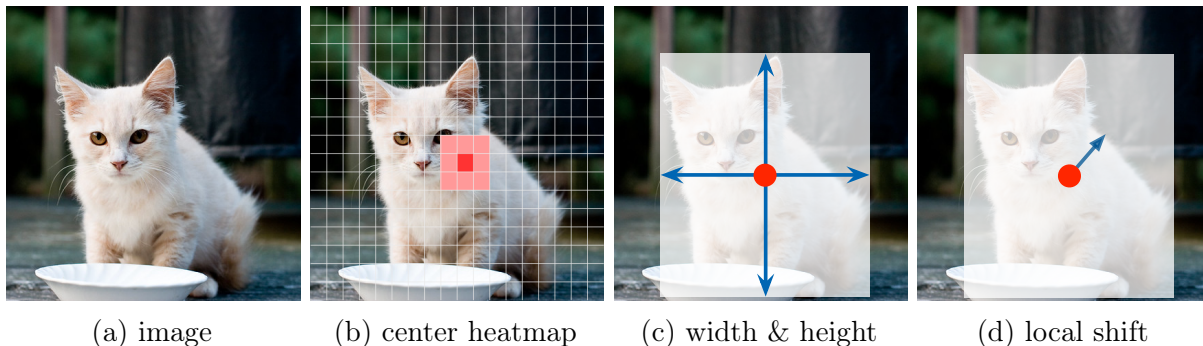 (a) image
(b) center heatmap
(c) width & height
(d) local shift